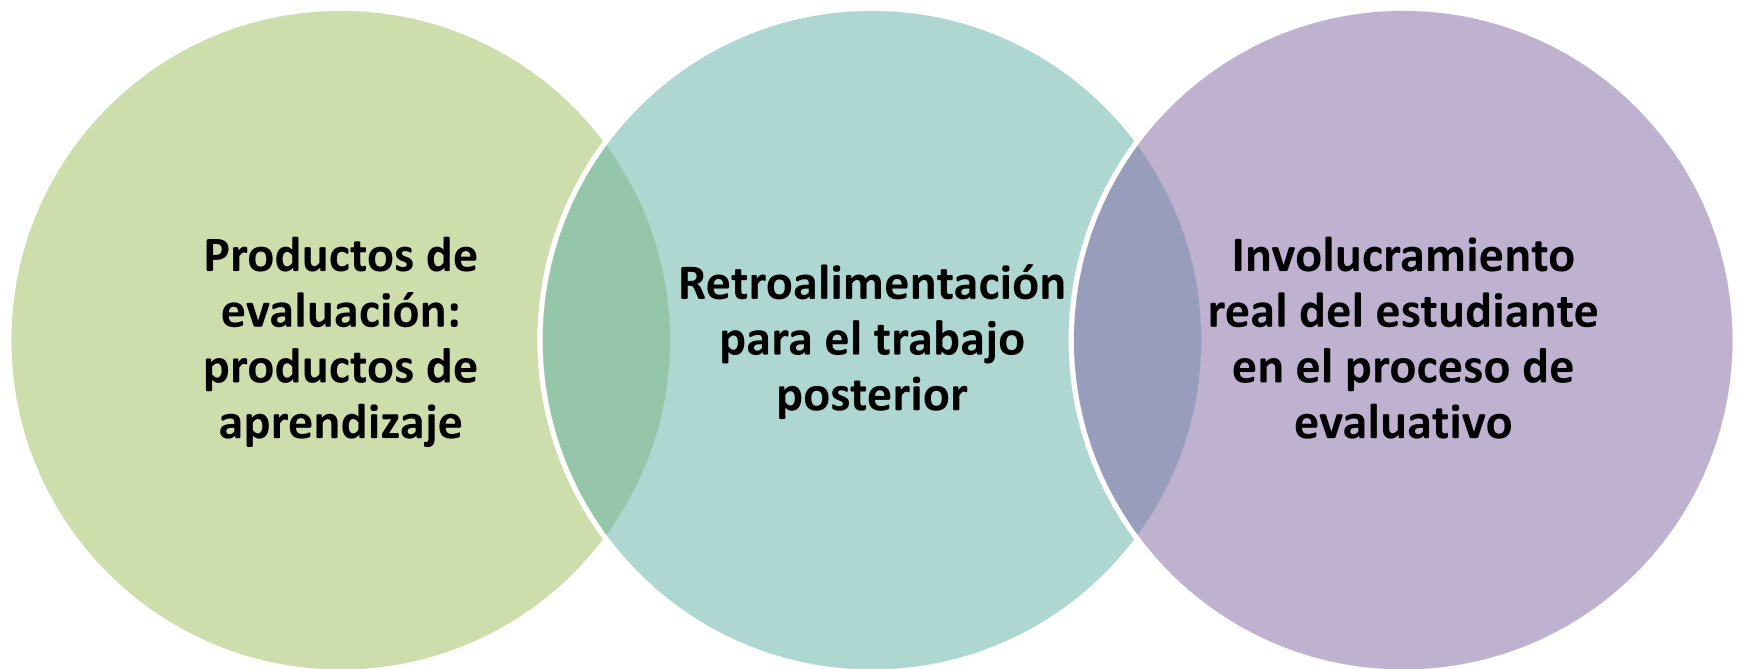 Productos de
evaluación:
productos de
aprendizaje
Retroalimentación
para el trabajo
posterior
Involucramiento
real del estudiante
en el proceso de
evaluativo